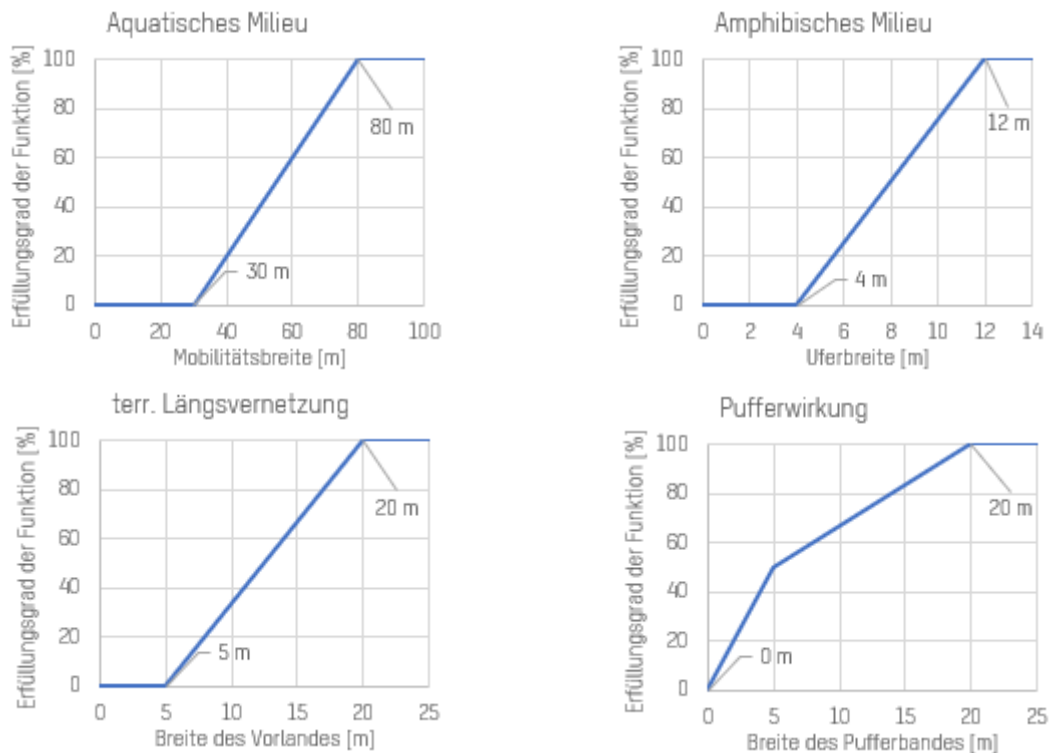 Aquatisches Milieu
Erfüllungsgrad der Funktion [%]
100
80
60
40
20
0
80 m
30 m
0 20 40 60 80 100
Mobilitätsbreite [m]
Amphibisches Milieu
Erfüllungsgrad der Funktion [%]
100
80
60
40
20
0
12 m
4 m
0 2 4 6 8 10 12 14
Uferbreite [m]
terr. Längsvernetzung
Erfüllungsgrad der Funktion [%]
100
80
60
40
20
0
20 m
5 m
0 5 10 15 20 25
Breite des Vorlandes [m]
Pufferwirkung
Erfüllungsgrad der Funktion [%]
100
80
60
40
20
0
20 m
0 m
0 5 10 15 20 25
Breite des Pufferbandes [m]